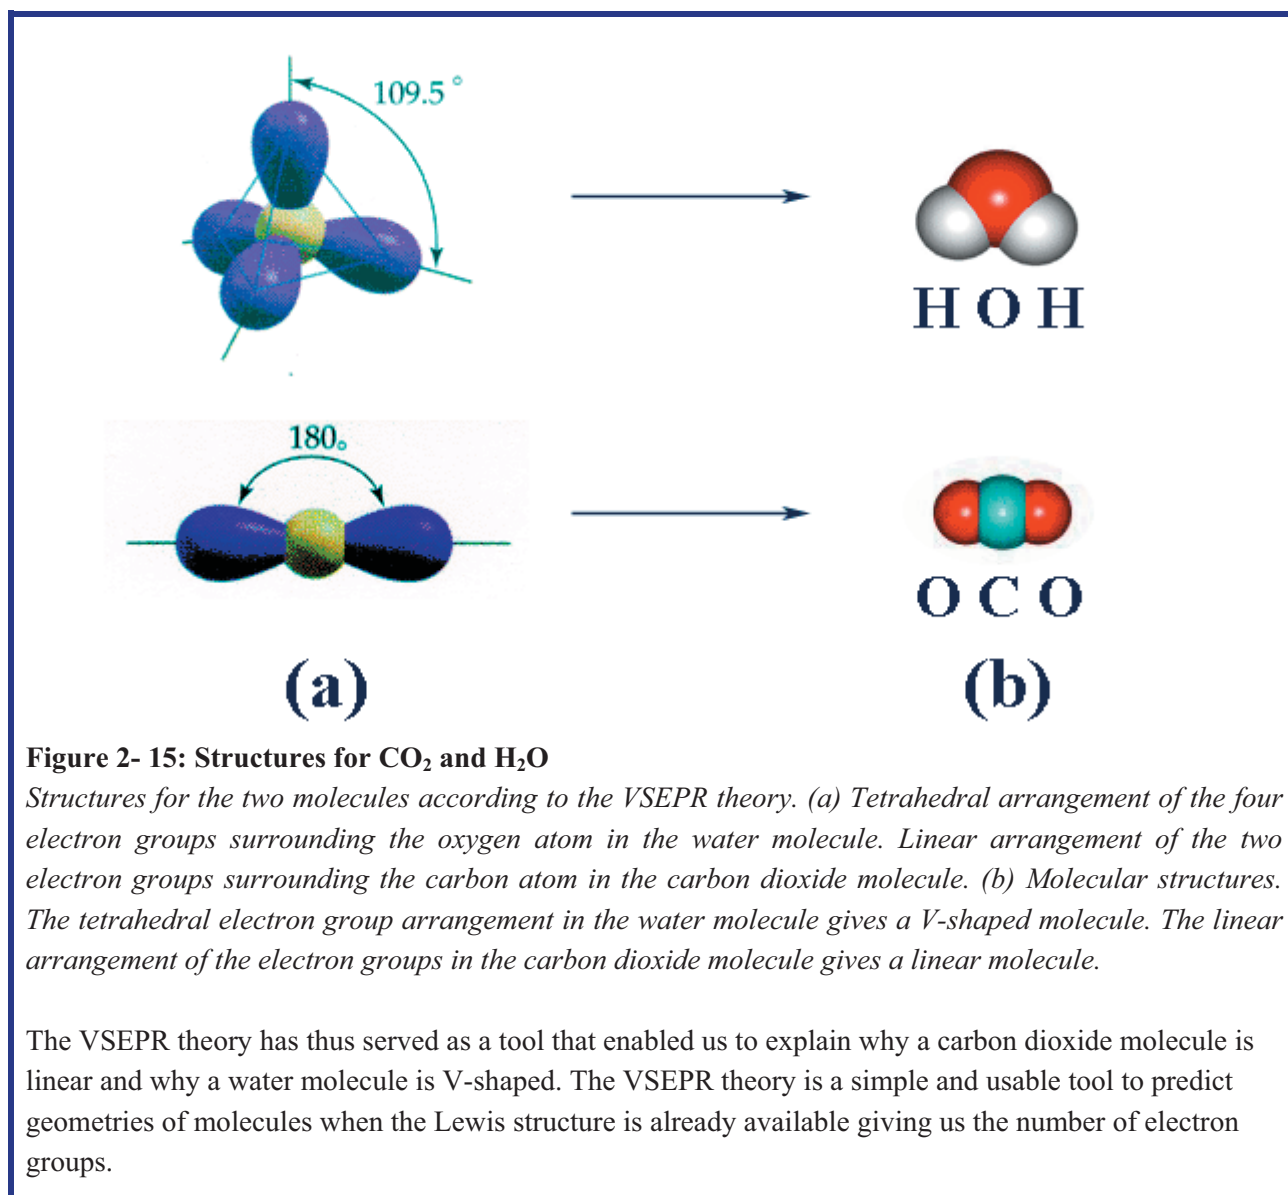 109.5°
H O H
180°
O C O
(a)
(b)
Figure 2- 15: Structures for CO₂ and H₂O
Structures for the two molecules according to the VSEPR theory. (a) Tetrahedral arrangement of the four
electron groups surrounding the oxygen atom in the water molecule. Linear arrangement of the two
electron groups surrounding the carbon atom in the carbon dioxide molecule. (b) Molecular structures.
The tetrahedral electron group arrangement in the water molecule gives a V-shaped molecule. The linear
arrangement of the electron groups in the carbon dioxide molecule gives a linear molecule.
The VSEPR theory has thus served as a tool that enabled us to explain why a carbon dioxide molecule is
linear and why a water molecule is V-shaped. The VSEPR theory is a simple and usable tool to predict
geometries of molecules when the Lewis structure is already available giving us the number of electron
groups.